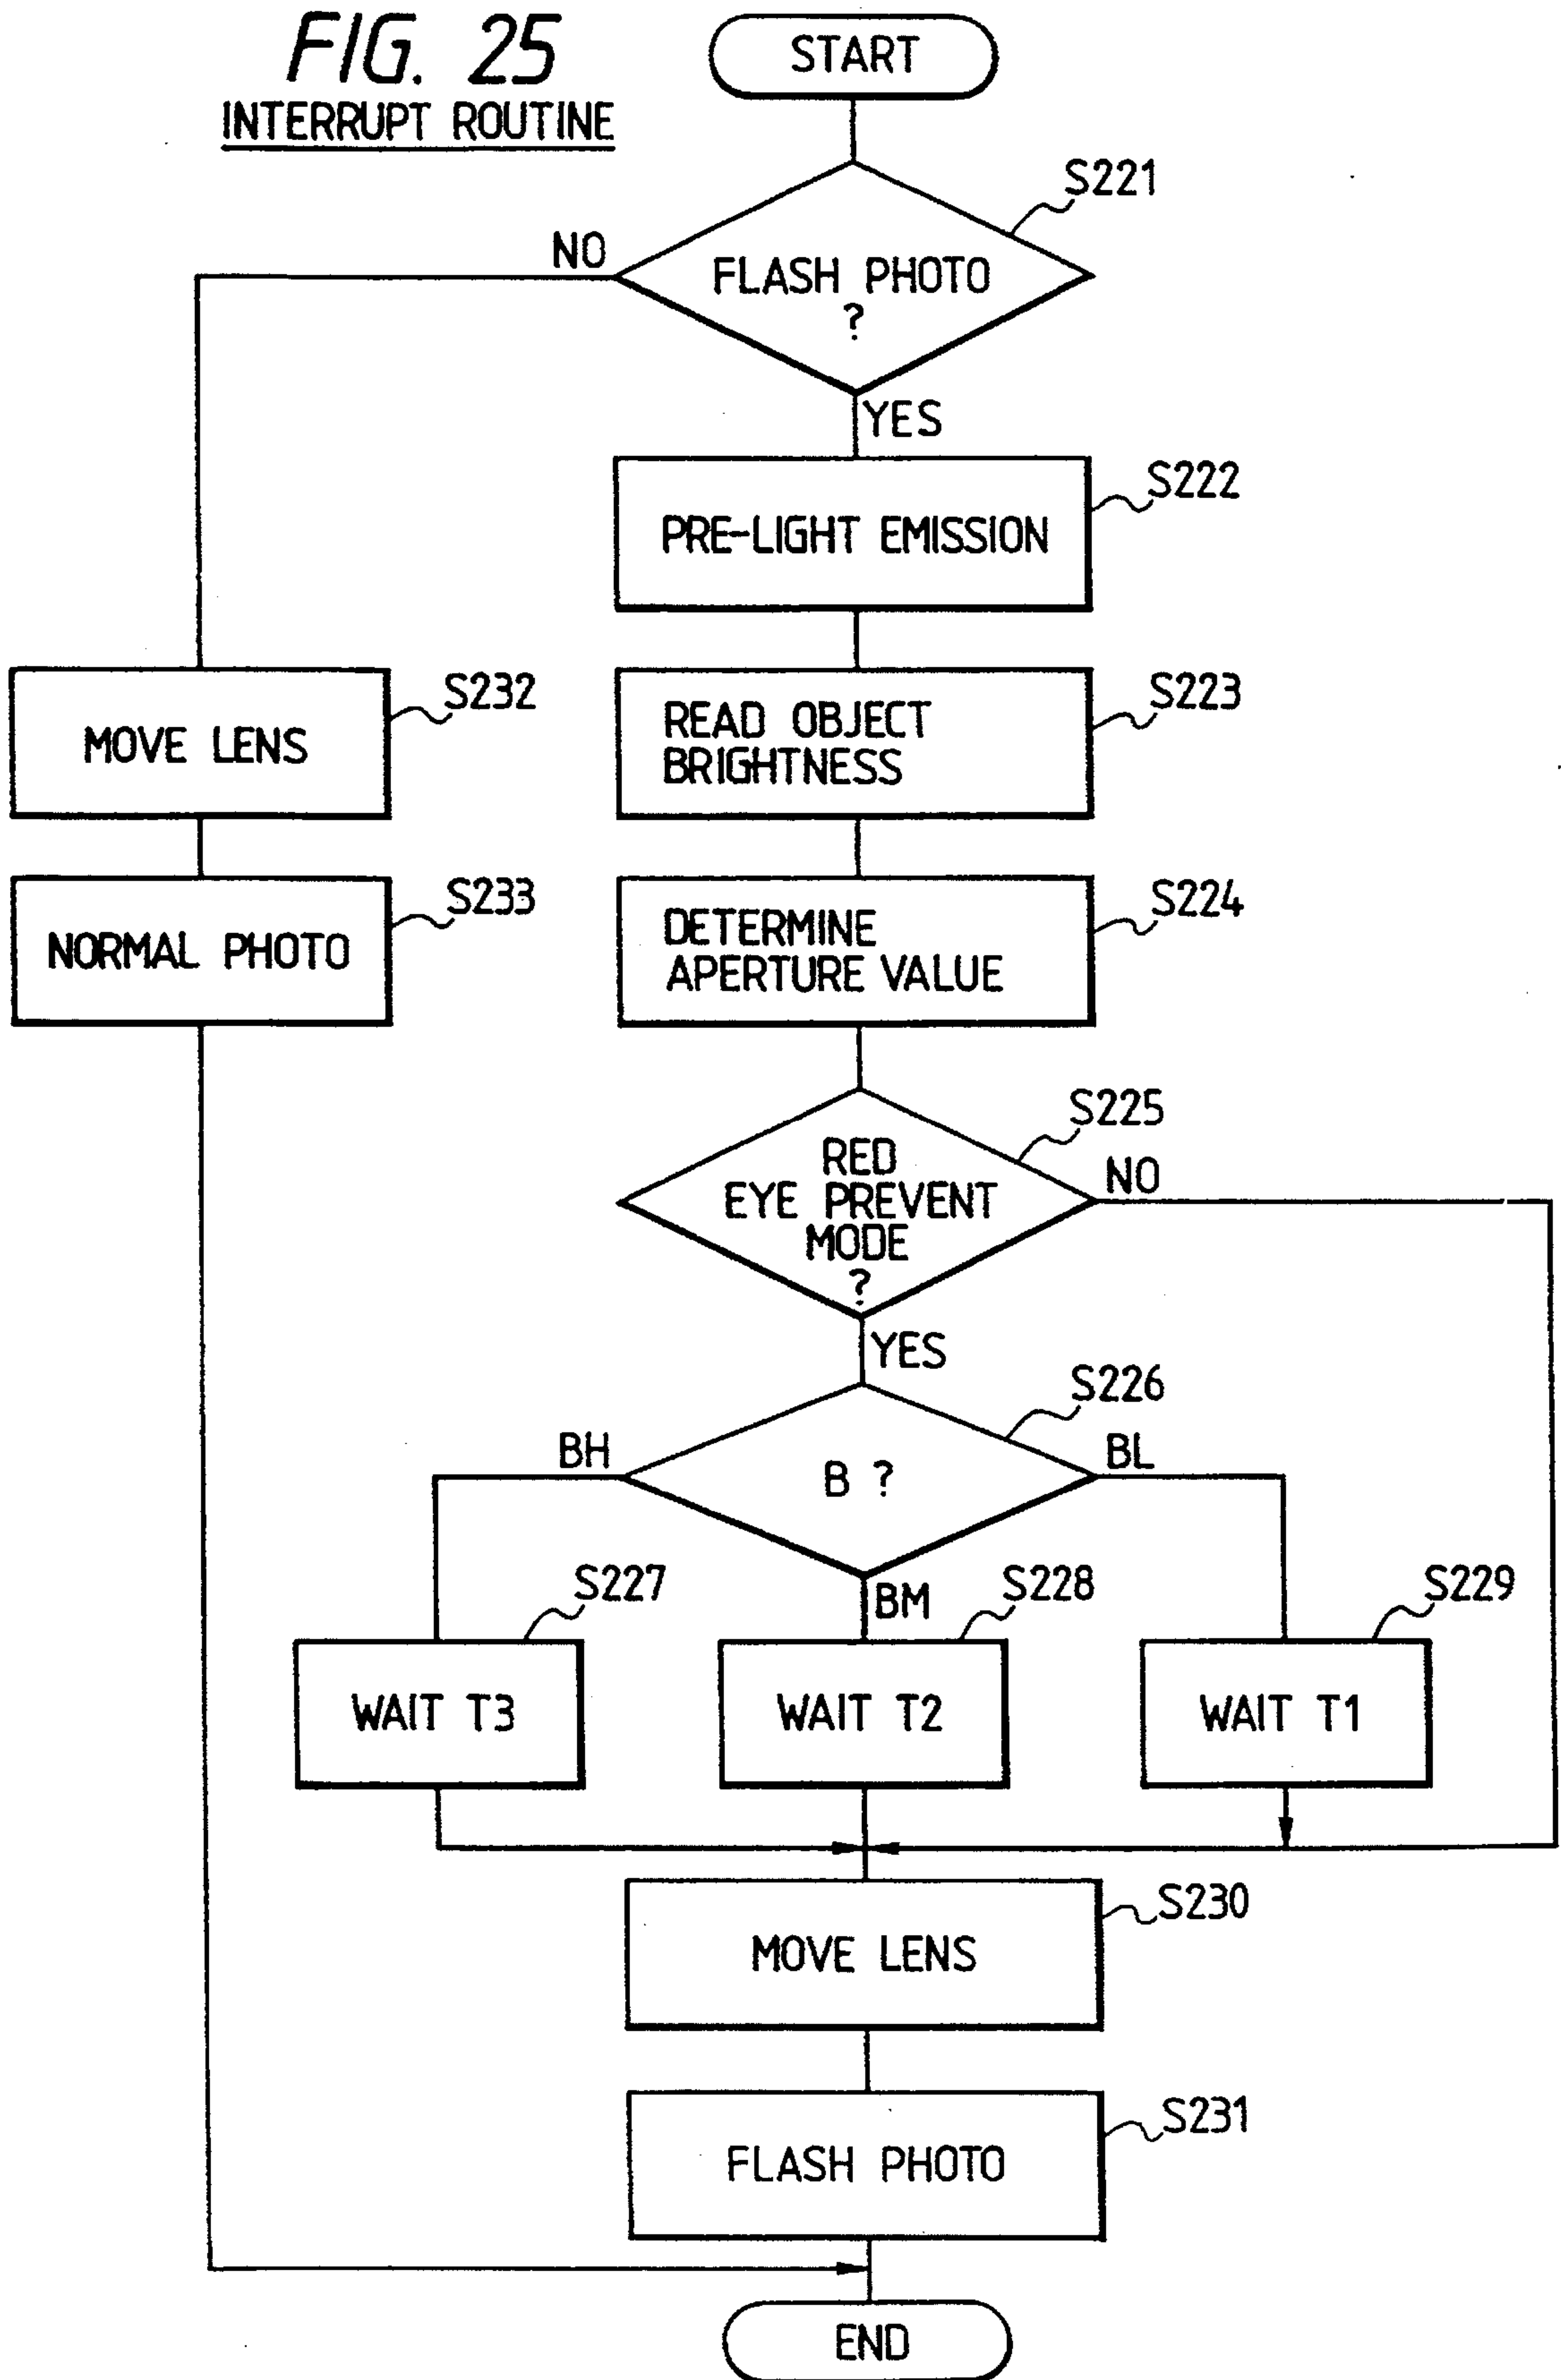 FIG. 25
INTERRUPT ROUTINE
START
S221
NO
FLASH PHOTO
?
YES
S222
PRE-LIGHT EMISSION
S232
MOVE LENS
S223
READ OBJECT
BRIGHTNESS
S233
NORMAL PHOTO
S224
DETERMINE
APERTURE VALUE
S225
RED
EYE PREVENT
MODE
?
NO
YES
S226
BH
B ?
BL
BM
S227
WAIT T3
S228
WAIT T2
S229
WAIT T1
S230
MOVE LENS
S231
FLASH PHOTO
END